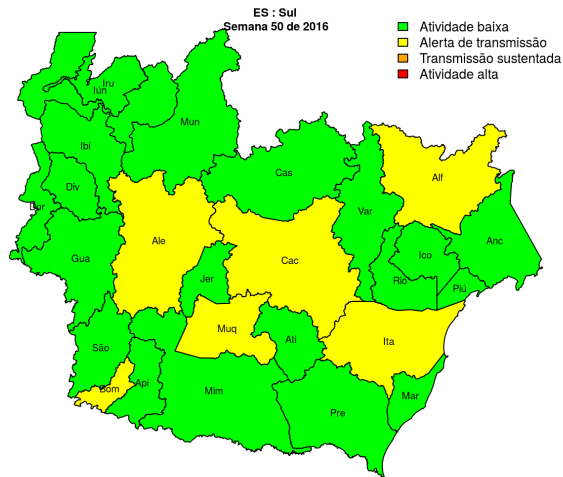 ES : Sul
Semana 50 de 2016
Atividade baixa
Alerta de transmissão
Transmissão sustentada
Atividade alta
Iru
Iún
Mun
Ibi
Cas
Alf
Div
Dor
Var
Ale
Anc
Gua
Ico
Cac
Jer
Rio
Piú
Muq
Ati
Ita
São
Bom
Api
Mim
Mar
Pre